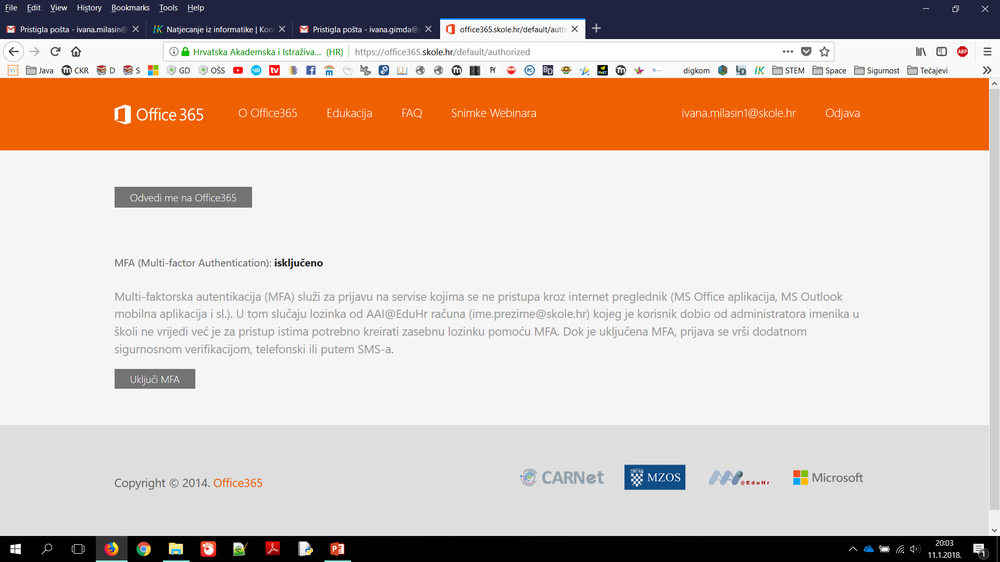 File Edit View History Bookmarks Tools Help
Pristigla pošta - ivana.milasin@
Natjecanje iz informatike | Kon
Pristigla pošta - ivana.gimda@g
office365.skole.hr/default/autho
Hrvatska Akademska i Istraživa... (HR) https://office365.skole.hr/default/authorized
ABP
Java CKR D S GD OŠS digkom STEM Space Sigurnost Tečajevi
Office 365 O Office365 Edukacija FAQ Snimke Webinara ivana.milasin1@skole.hr Odjava
Odvedi me na Office365
MFA (Multi-factor Authentication): isključeno
Multi-faktorska autentikacija (MFA) služi za prijavu na servise kojima se ne pristupa kroz internet preglednik (MS Office aplikacija, MS Outlook
mobilna aplikacija i sl.). U tom slučaju lozinka od AAI@EduHr računa (ime.prezime@skole.hr) kojeg je korisnik dobio od administratora imenika u
školi ne vrijedi već je za pristup istima potrebno kreirati zasebnu lozinku pomoću MFA. Dok je uključena MFA, prijava se vrši dodatnom
sigurnosnom verifikacijom, telefonski ili putem SMS-a.
Uključi MFA
Copyright © 2014. Office365
CARNet MZOS @EduHr Microsoft
20:03
11.1.2018.
1